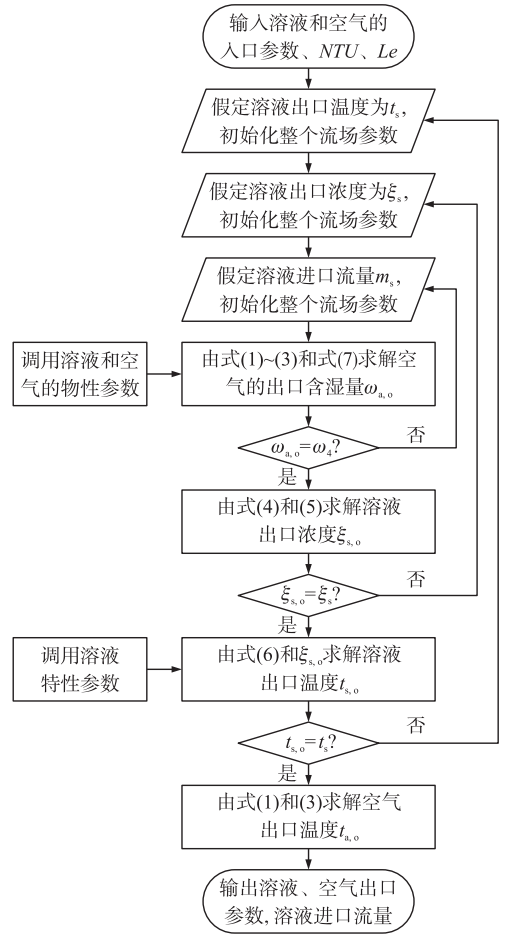 输入溶液和空气的
入口参数、NTU、Le
假定溶液出口温度为tₛ,
初始化整个流场参数
假定溶液出口浓度为ξₛ,
初始化整个流场参数
假定溶液进口流量mₛ,
初始化整个流场参数
调用溶液和空
气的物性参数
由式(1)~(3)和式(7)求解空
气的出口含湿量ωa,o
ωa,o=ω4?
否
是
由式(4)和(5)求解溶液
出口浓度ξs,o
ξs,o=ξs?
否
是
调用溶液
特性参数
由式(6)和ξs,o求解溶液
出口温度ts,o
ts,o=ts?
否
是
由式(1)和(3)求解空气
出口温度ta,o
输出溶液、空气出口
参数,溶液进口流量